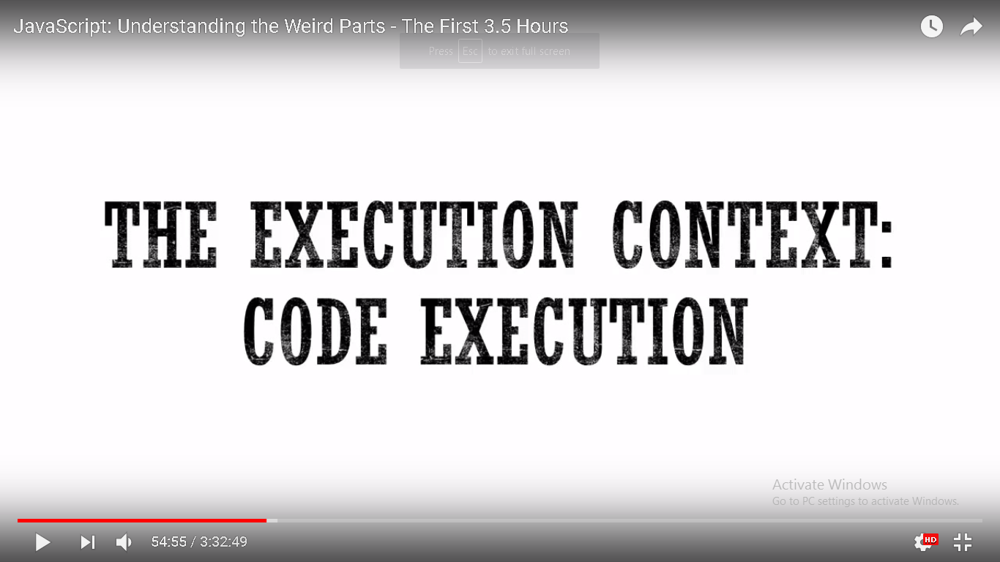 JavaScript: Understanding the Weird Parts - The First 3.5 Hours
Press Esc to exit full screen
THE EXECUTION CONTEXT:
CODE EXECUTION
Activate Windows
Go to PC settings to activate Windows.
54:55 / 3:32:49
HD